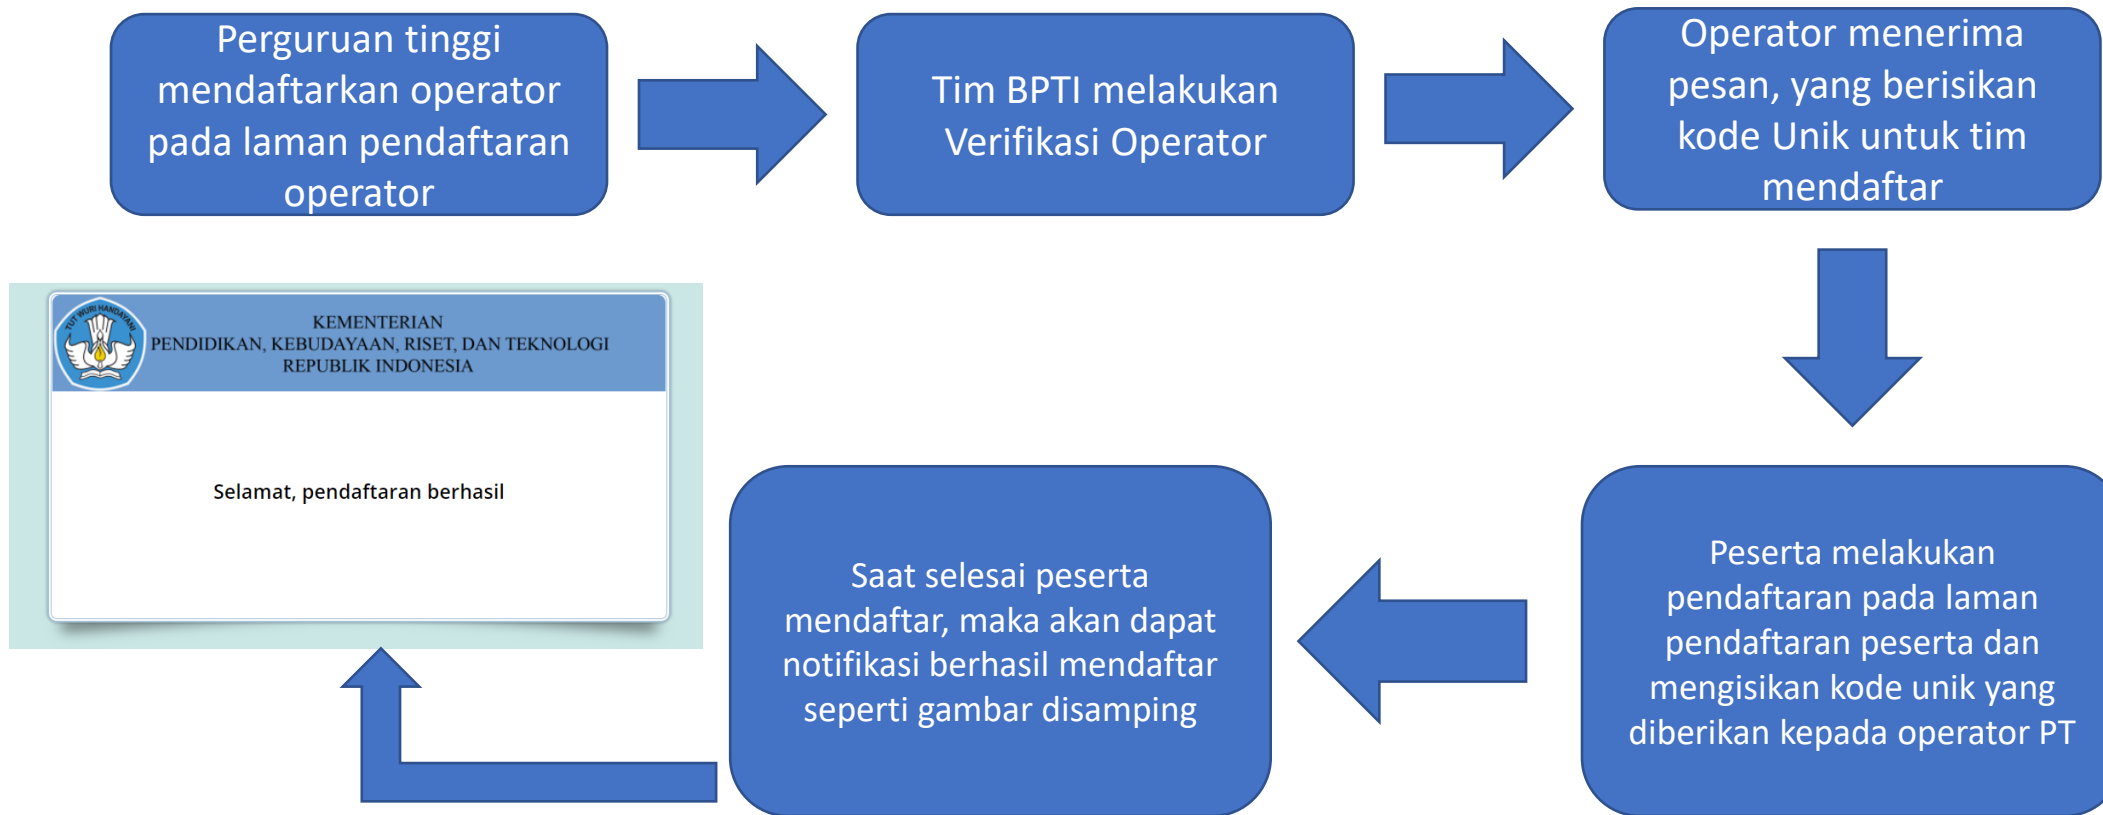 Perguruan tinggi
mendaftarkan operator
pada laman pendaftaran
operator
Tim BPTI melakukan
Verifikasi Operator
Operator menerima
pesan, yang berisikan
kode Unik untuk tim
mendaftar
Peserta melakukan
pendaftaran pada laman
pendaftaran peserta dan
mengisikan kode unik yang
diberikan kepada operator PT
Saat selesai peserta
mendaftar, maka akan dapat
notifikasi berhasil mendaftar
seperti gambar disamping
TUT WURI HANDAYANI
KEMENTERIAN
PENDIDIKAN, KEBUDAYAAN, RISET, DAN TEKNOLOGI
REPUBLIK INDONESIA
Selamat, pendaftaran berhasil